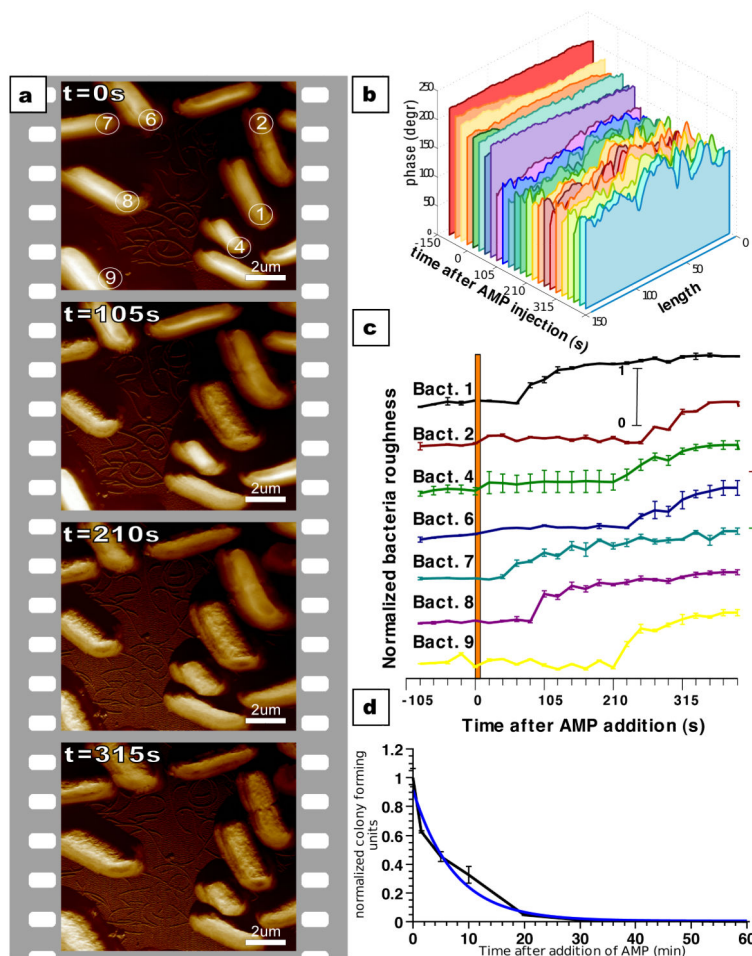 a
t=0s
7
6
2
8
1
4
9
2um
t=105s
2um
t=210s
2um
t=315s
2um
b
phase (degr)
250
200
150
100
50
0
-150
0
105
210
315
time after AMP injection (s)
150
100
50
0
length
c
Normalized bacteria roughness
Bact. 1
1
0
Bact. 2
Bact. 4
Bact. 6
Bact. 7
Bact. 8
Bact. 9
-105 0 105 210 315
Time after AMP addition (s)
d
normalized colony forming
units
1.2
1
0.8
0.6
0.4
0.2
0
0 10 20 30 40 50 60
Time after addition of AMP (min)